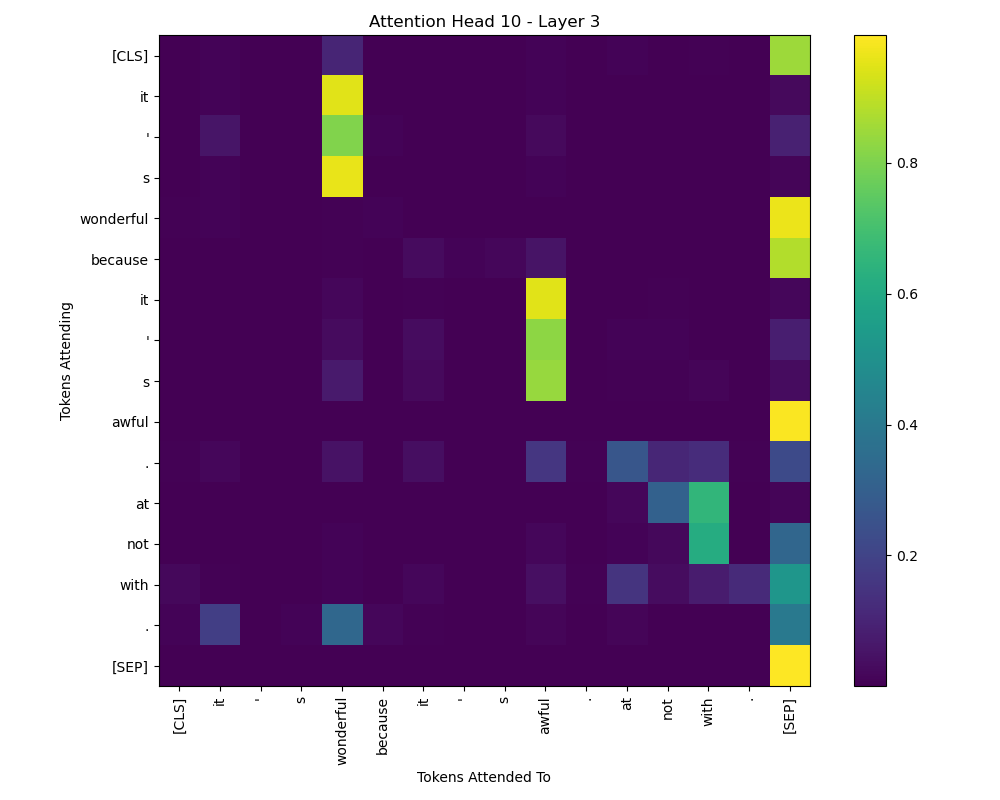 Attention Head 10 - Layer 3
[CLS]
it
'
s
wonderful
because
it
'
s
awful
.
at
not
with
.
[SEP]
Tokens Attending
[CLS]
it
'
s
wonderful
because
it
'
s
awful
.
at
not
with
.
[SEP]
Tokens Attended To
0.8
0.6
0.4
0.2